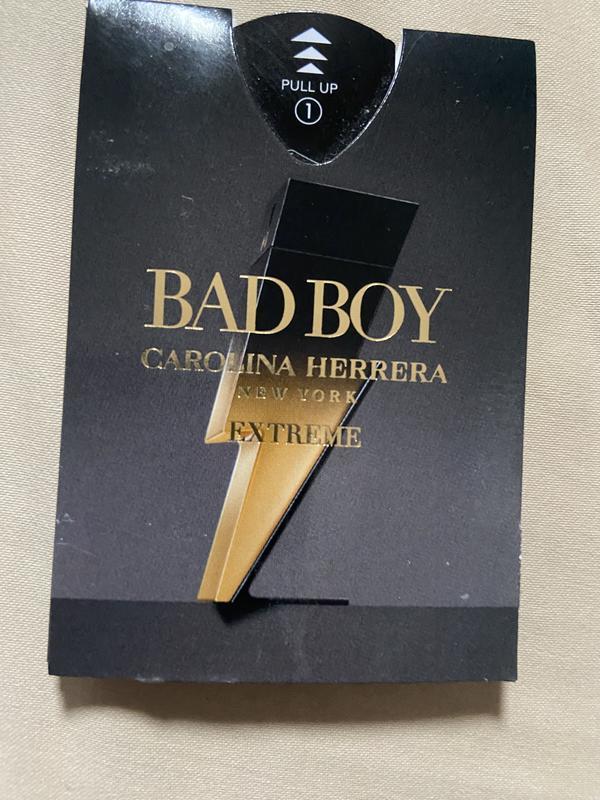 PULL UP
1
BAD BOY
CAROLINA HERRERA
NEW YORK
EXTREME